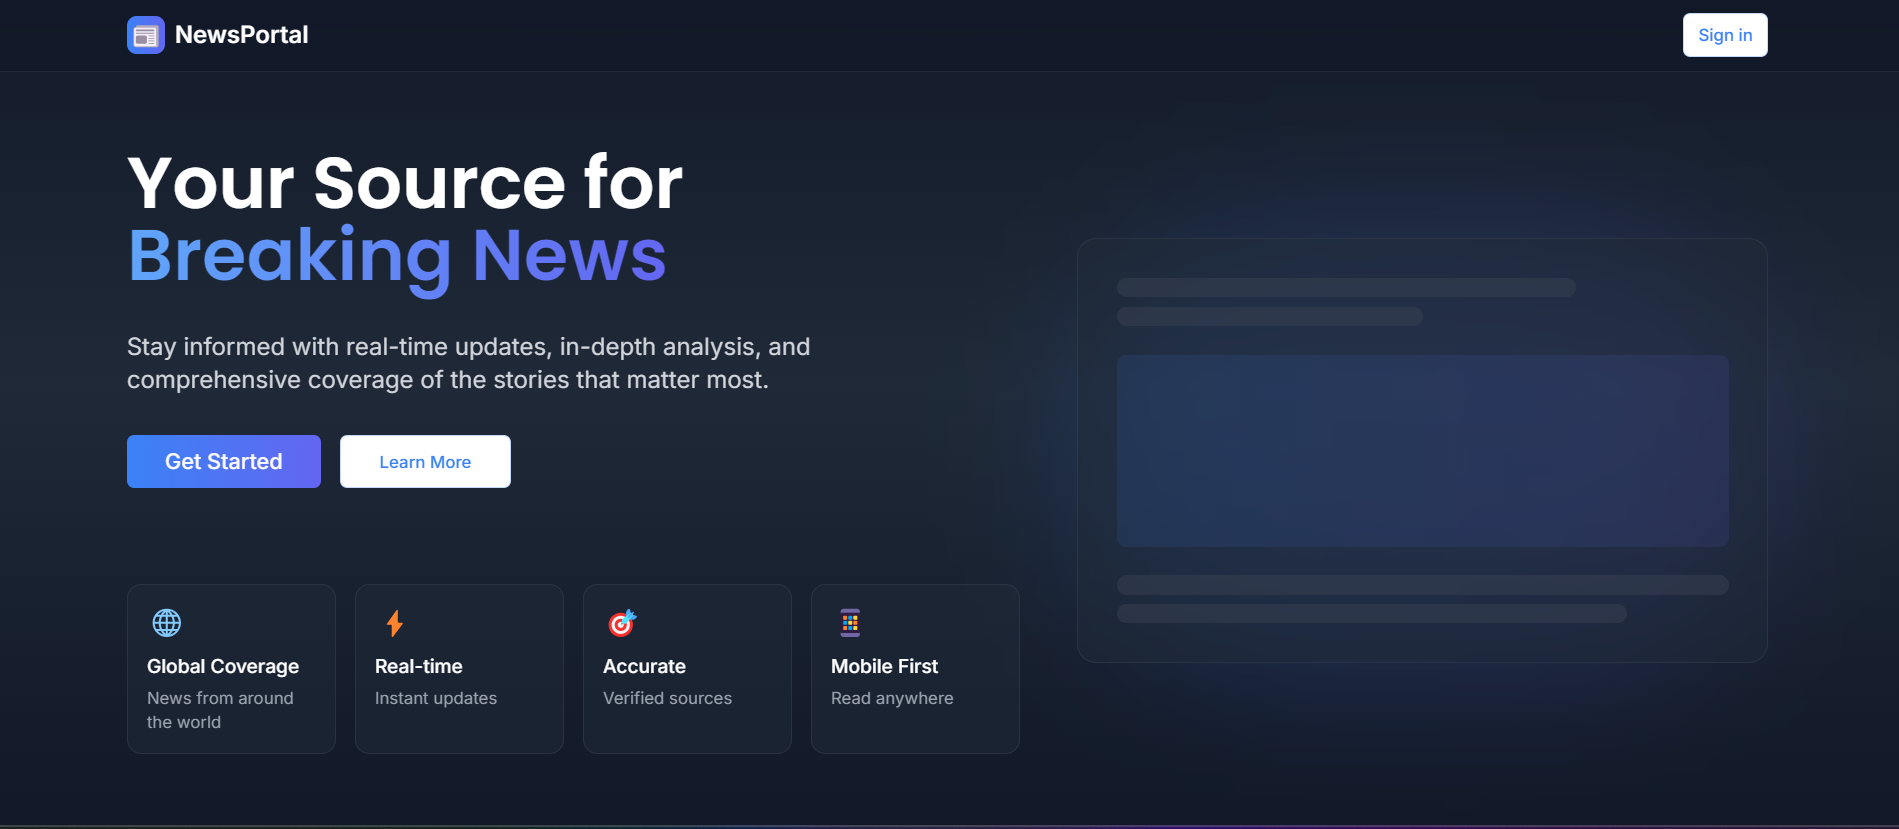 NewsPortal
Sign in
Your Source for
Breaking News
Stay informed with real-time updates, in-depth analysis, and
comprehensive coverage of the stories that matter most.
Get Started
Learn More
Global Coverage
News from around
the world
Real-time
Instant updates
Accurate
Verified sources
Mobile First
Read anywhere